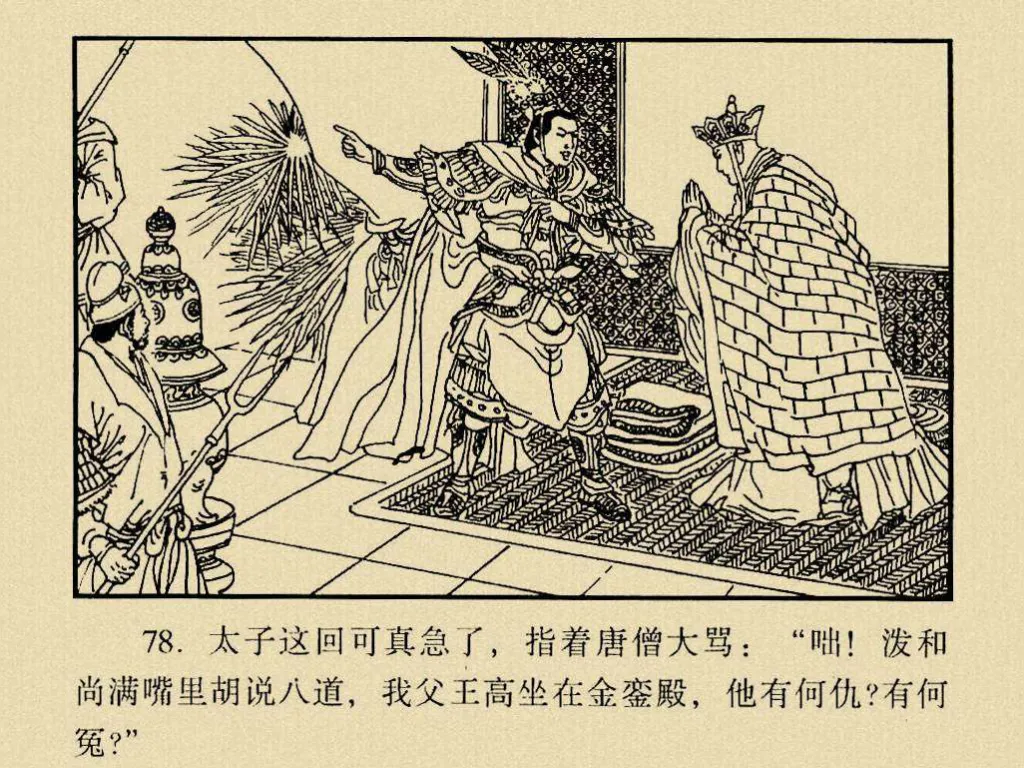 78. 太子这回可真急了，指着唐僧大骂：“咄！泼和
尚满嘴里胡说八道，我父王高坐在金銮殿，他有何仇?有何
冤?”